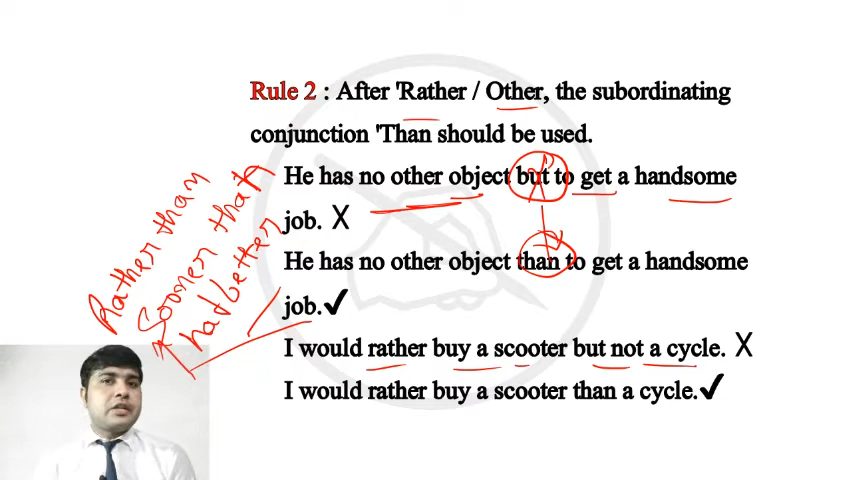 Rule 2 : After 'Rather / Other, the subordinating
conjunction 'Than should be used.
He has no other object but to get a handsome
job. X
He has no other object than to get a handsome
job.✔
I would rather buy a scooter but not a cycle. X
I would rather buy a scooter than a cycle.✔
Rather than
Sooner than
had better